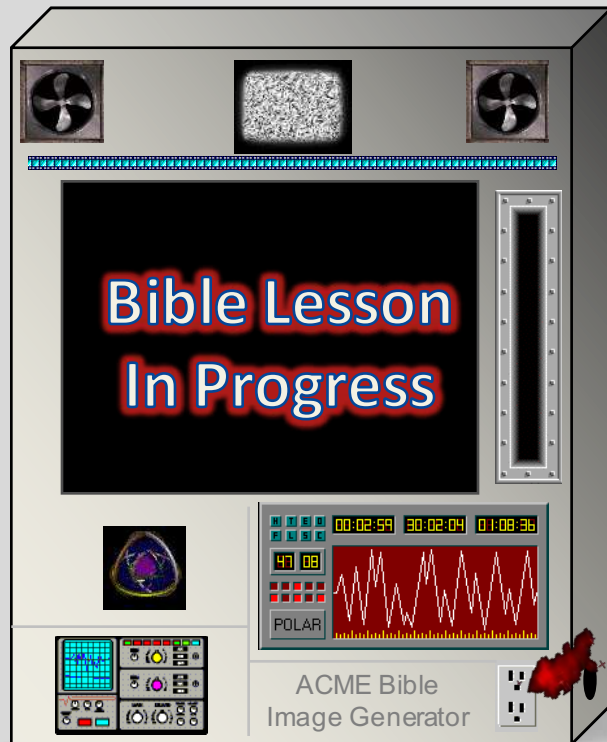 Bible Lesson
In Progress
H T E D
00:02:59 30:02:04 01:08:36
F L S C
47 08
POLAR
ACME Bible
Image Generator